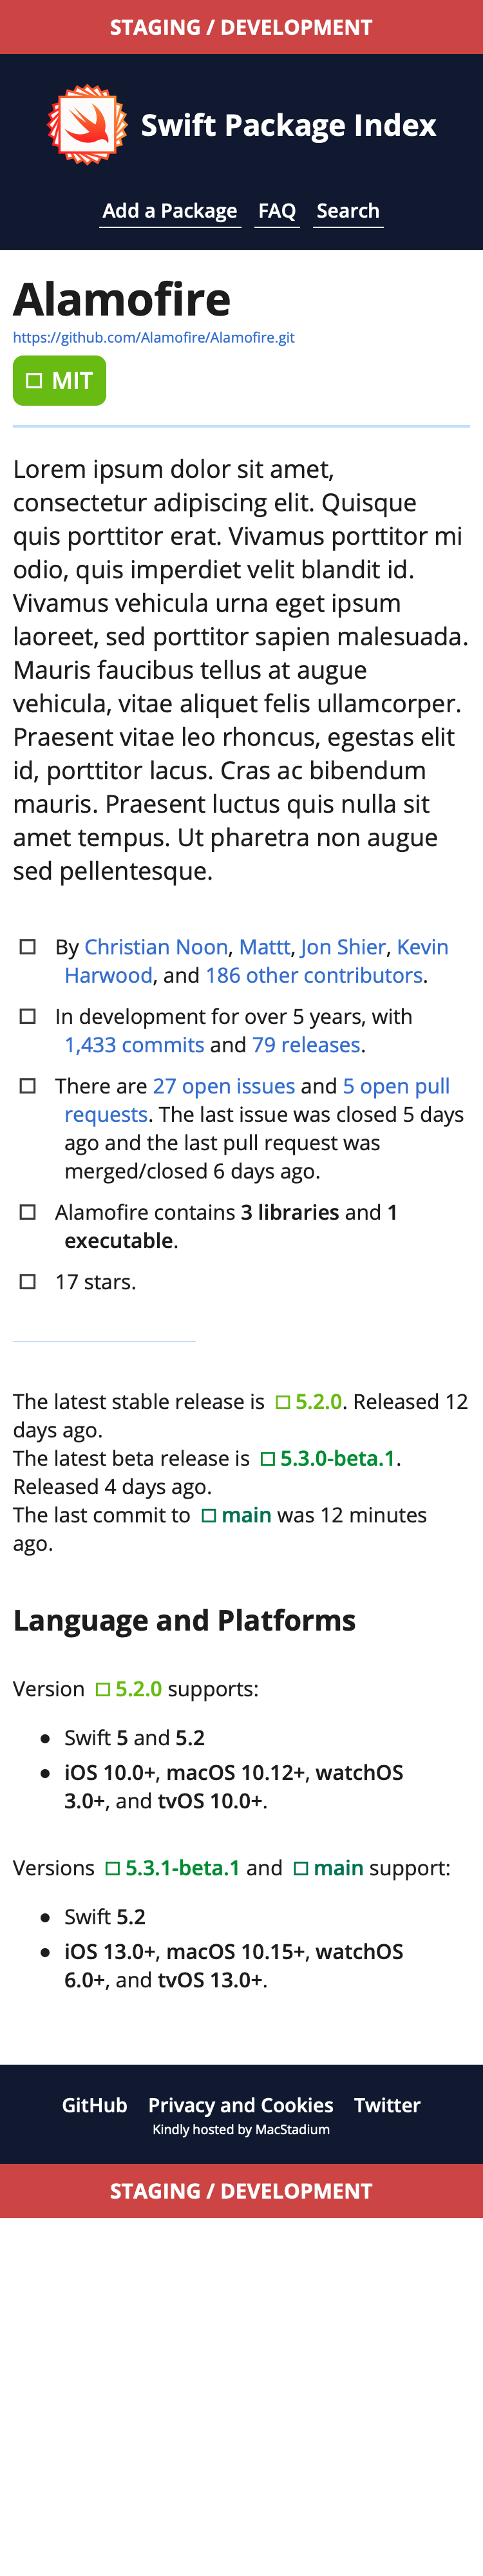 STAGING / DEVELOPMENT
Swift Package Index
Add a Package FAQ Search
Alamofire
https://github.com/Alamofire/Alamofire.git
MIT
Lorem ipsum dolor sit amet,
consectetur adipiscing elit. Quisque
quis porttitor erat. Vivamus porttitor mi
odio, quis imperdiet velit blandit id.
Vivamus vehicula urna eget ipsum
laoreet, sed porttitor sapien malesuada.
Mauris faucibus tellus at augue
vehicula, vitae aliquet felis ullamcorper.
Praesent vitae leo rhoncus, egestas elit
id, porttitor lacus. Cras ac bibendum
mauris. Praesent luctus quis nulla sit
amet tempus. Ut pharetra non augue
sed pellentesque.
By Christian Noon, Mattt, Jon Shier, Kevin
Harwood, and 186 other contributors.
In development for over 5 years, with
1,433 commits and 79 releases.
There are 27 open issues and 5 open pull
requests. The last issue was closed 5 days
ago and the last pull request was
merged/closed 6 days ago.
Alamofire contains 3 libraries and 1
executable.
17 stars.
The latest stable release is 5.2.0. Released 12
days ago.
The latest beta release is 5.3.0-beta.1.
Released 4 days ago.
The last commit to main was 12 minutes
ago.
Language and Platforms
Version 5.2.0 supports:
Swift 5 and 5.2
iOS 10.0+, macOS 10.12+, watchOS
3.0+, and tvOS 10.0+.
Versions 5.3.1-beta.1 and main support:
Swift 5.2
iOS 13.0+, macOS 10.15+, watchOS
6.0+, and tvOS 13.0+.
GitHub Privacy and Cookies Twitter
Kindly hosted by MacStadium
STAGING / DEVELOPMENT